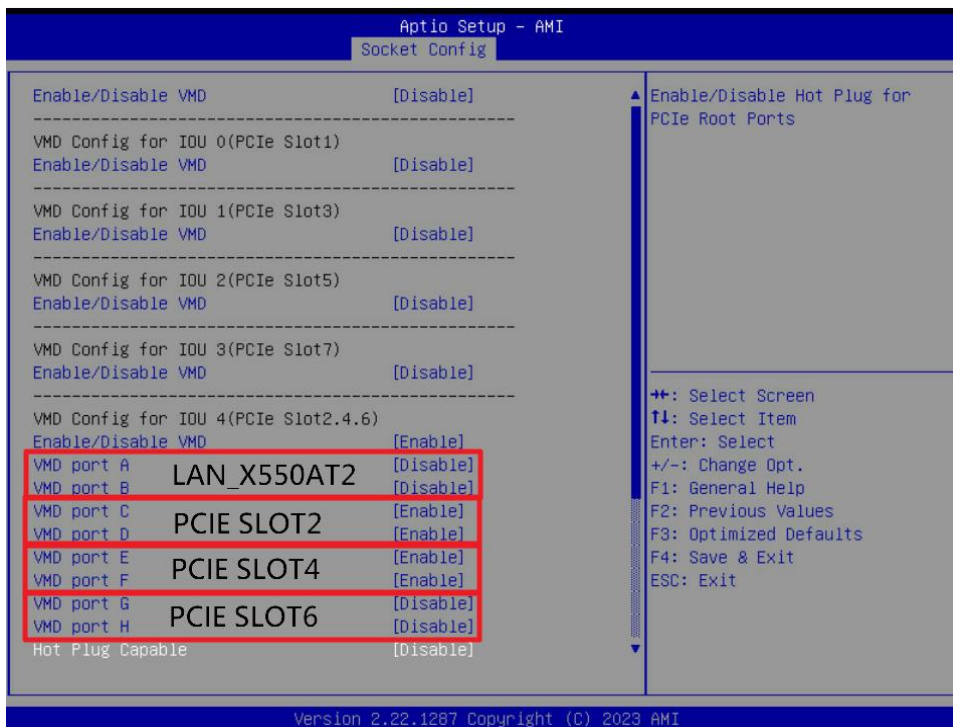 Aptio Setup – AMI
Socket Config
Enable/Disable VMD [Disable]
VMD Config for IOU 0(PCIe Slot1)
Enable/Disable VMD [Disable]
VMD Config for IOU 1(PCIe Slot3)
Enable/Disable VMD [Disable]
VMD Config for IOU 2(PCIe Slot5)
Enable/Disable VMD [Disable]
VMD Config for IOU 3(PCIe Slot7)
Enable/Disable VMD [Disable]
VMD Config for IOU 4(PCIe Slot2.4.6)
Enable/Disable VMD [Enable]
VMD port A [Disable]
LAN_X550AT2
VMD port B [Disable]
VMD port C [Enable]
PCIE SLOT2
VMD port D [Enable]
VMD port E [Enable]
PCIE SLOT4
VMD port F [Enable]
VMD port G [Disable]
PCIE SLOT6
VMD port H [Disable]
Hot Plug Capable [Disable]
Enable/Disable Hot Plug for
PCIe Root Ports
→←: Select Screen
↑↓: Select Item
Enter: Select
+/-: Change Opt.
F1: General Help
F2: Previous Values
F3: Optimized Defaults
F4: Save & Exit
ESC: Exit
Version 2.22.1287 Copyright (C) 2023 AMI